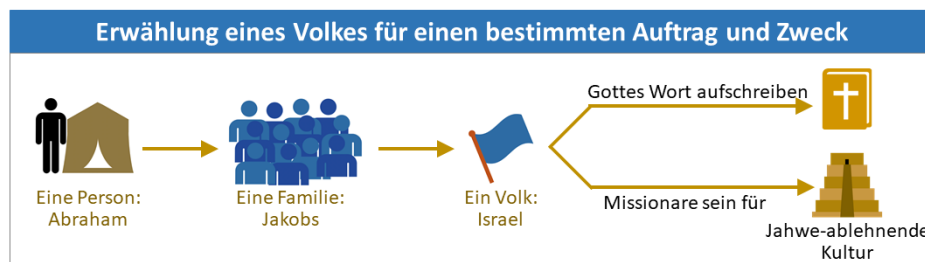 Erwählung eines Volkes für einen bestimmten Auftrag und Zweck
Gottes Wort aufschreiben
Eine Person:
Abraham
Eine Familie:
Jakobs
Ein Volk:
Israel
Missionare sein für
Jahwe-ablehnende
Kultur